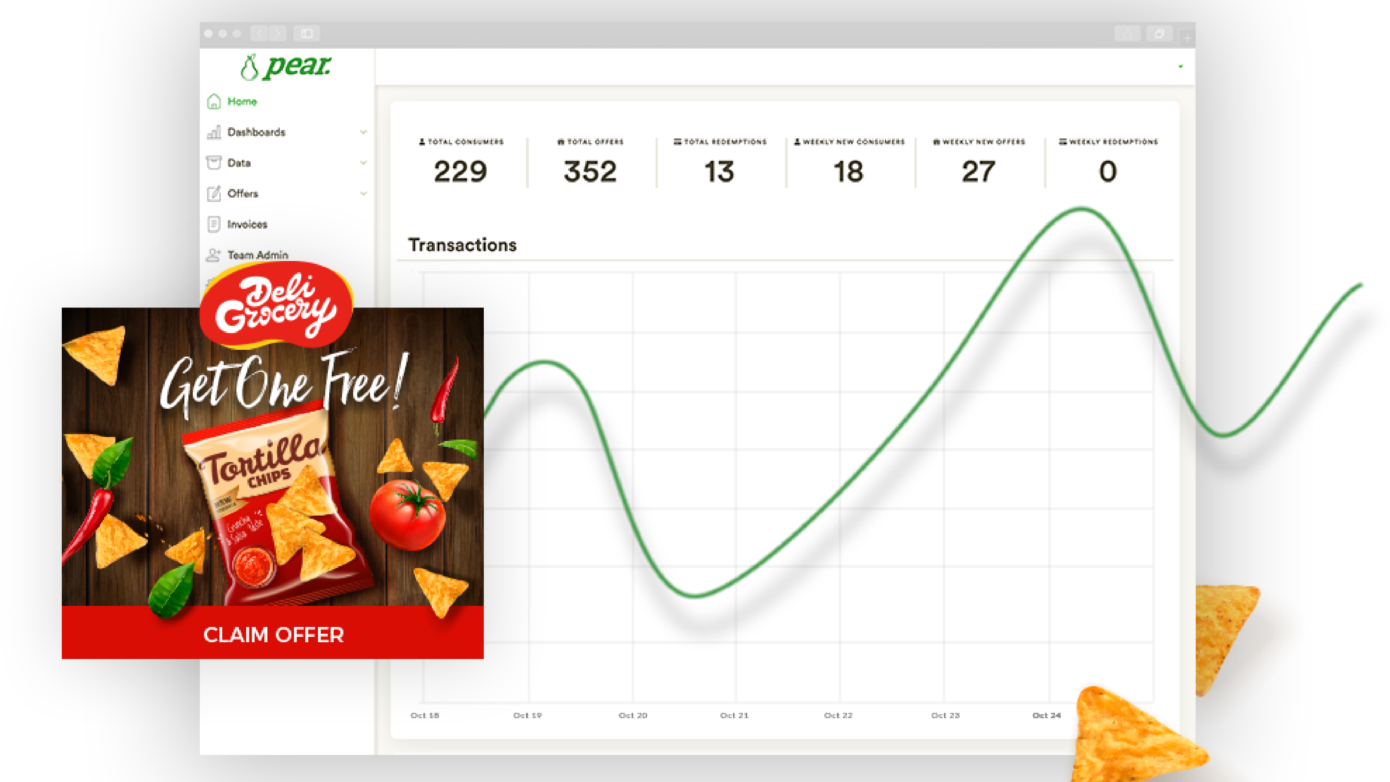 pear.
Home
Dashboards
Data
Offers
Invoices
Team Admin
TOTAL CONSUMERS
229
TOTAL OFFERS
352
TOTAL REDEMPTIONS
13
WEEKLY NEW CONSUMERS
18
WEEKLY NEW OFFERS
27
WEEKLY REDEMPTIONS
0
Transactions
Oct 18
Oct 19
Oct 20
Oct 21
Oct 22
Oct 23
Oct 24
Deli
Grocery
Get One Free!
Tortilla
CHIPS
Crunchy
CLAIM OFFER